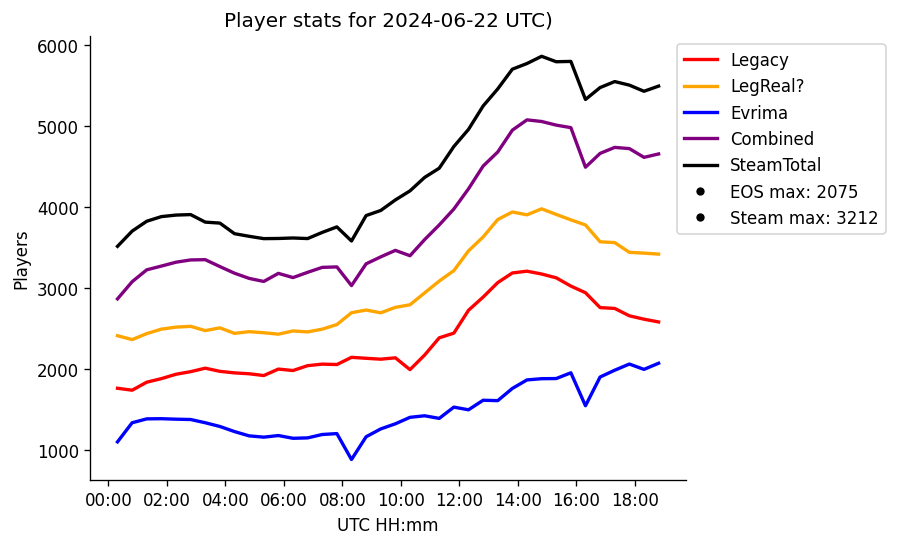 Player stats for 2024-06-22 UTC)
6000
5000
4000
3000
2000
1000
Players
00:00 02:00 04:00 06:00 08:00 10:00 12:00 14:00 16:00 18:00
UTC HH:mm
Legacy
LegReal?
Evrima
Combined
SteamTotal
EOS max: 2075
Steam max: 3212